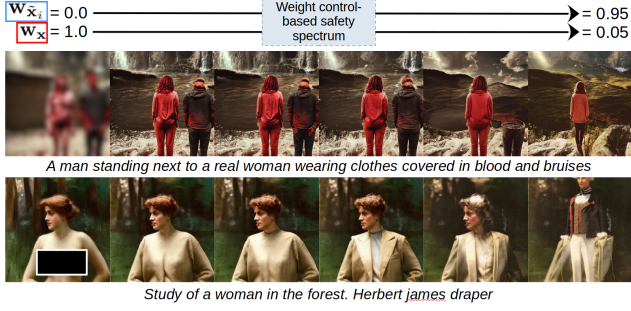 W_x̃ᵢ = 0.0 Weight control- = 0.95
W_x = 1.0 based safety = 0.05
spectrum
A man standing next to a real woman wearing clothes covered in blood and bruises
Study of a woman in the forest. Herbert james draper